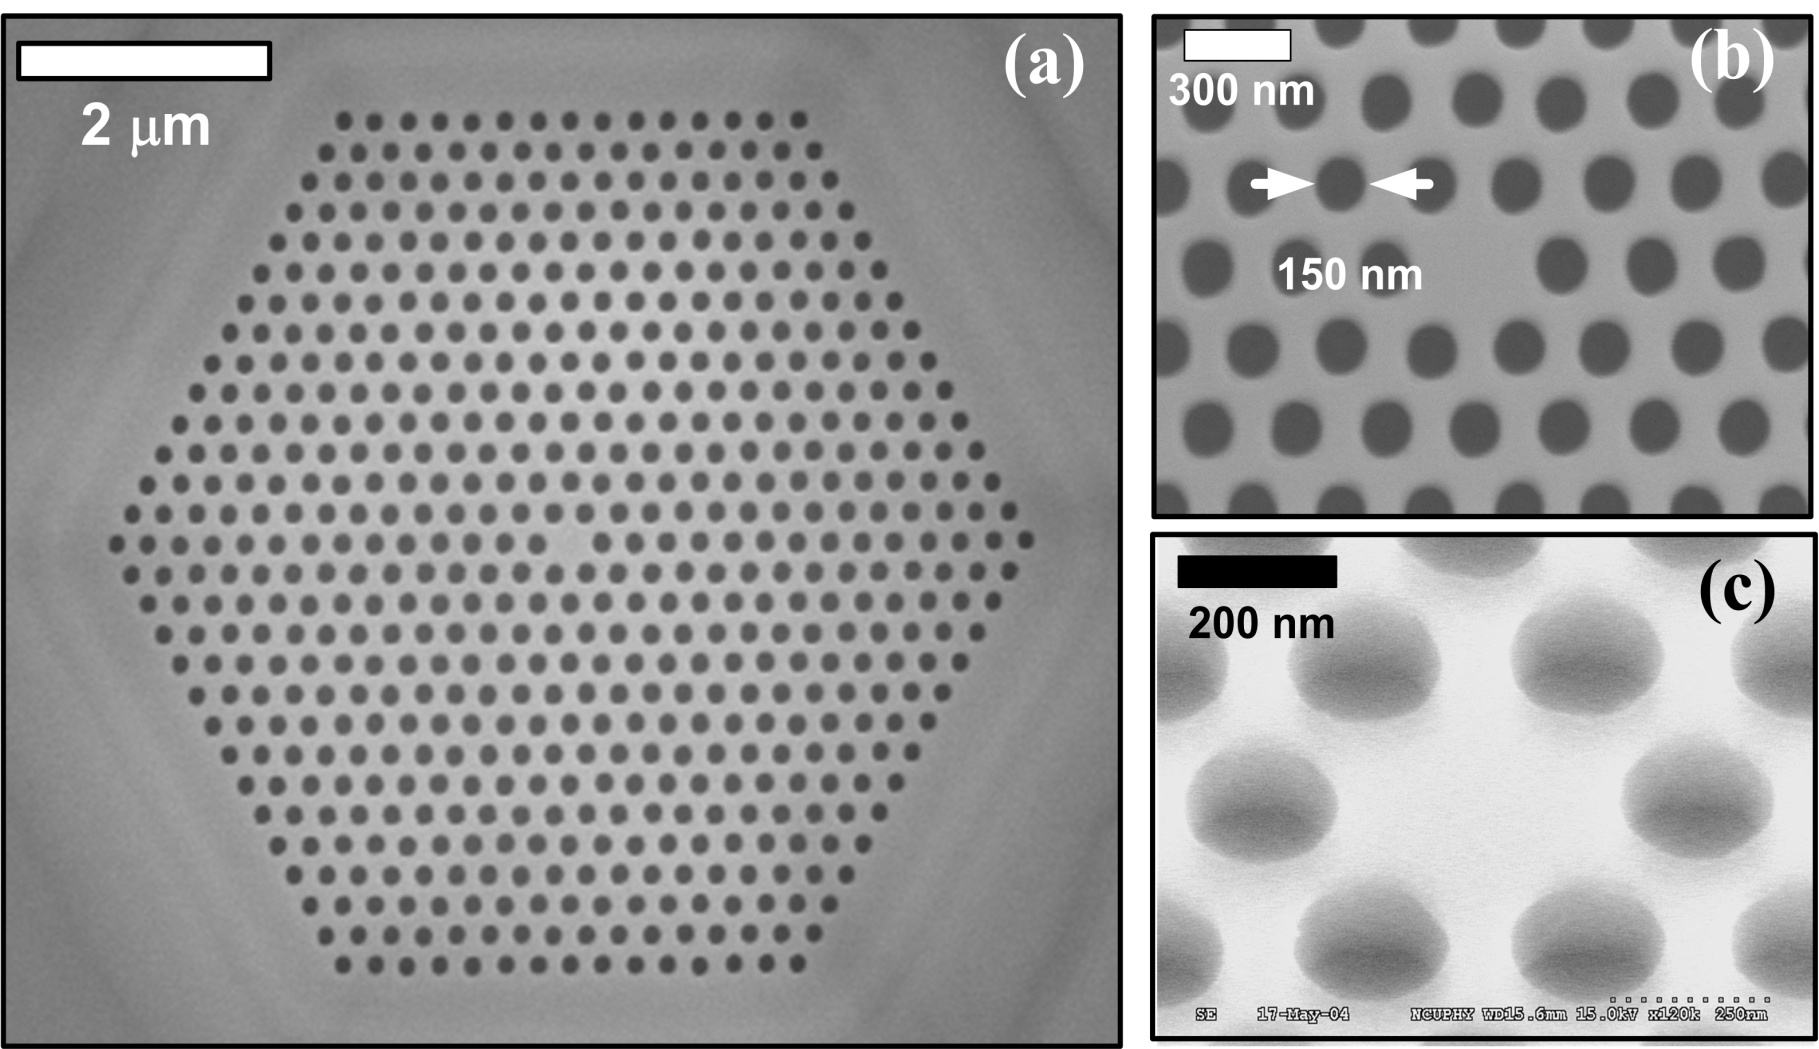 (a)
2 μm
(b)
300 nm
150 nm
(c)
200 nm
SE 17-May-04 NCUPHY WD15.6mm 15.0kV x120k 250nm